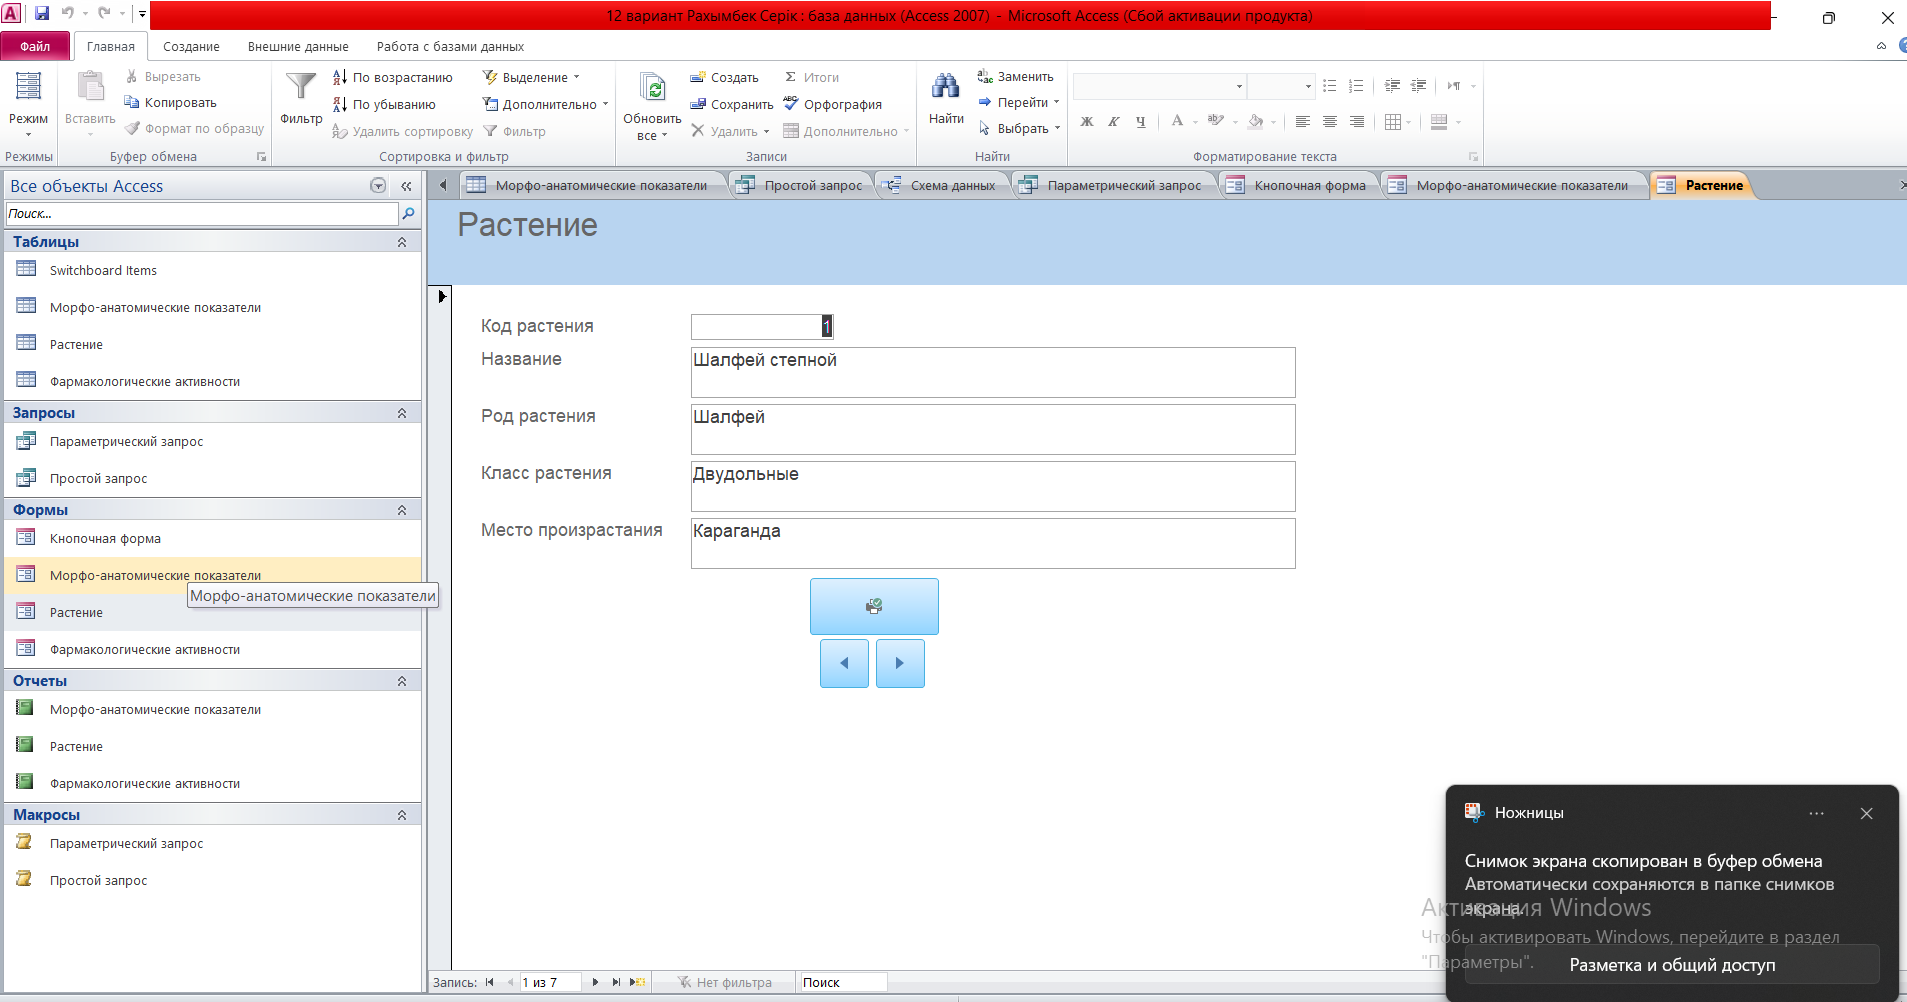 12 вариант Рахымбек Серік : база данных (Access 2007) - Microsoft Access (Сбой активации продукта)
Файл
Главная
Создание
Внешние данные
Работа с базами данных
Режим
Режимы
Вставить
Вырезать
Копировать
Формат по образцу
Буфер обмена
Фильтр
По возрастанию
По убыванию
Удалить сортировку
Выделение
Дополнительно
Фильтр
Сортировка и фильтр
Обновить
все
Создать
Сохранить
Удалить
Итоги
Орфография
Дополнительно
Записи
Найти
Заменить
Перейти
Выбрать
Найти
Ж К Ч
Форматирование текста
Все объекты Access
Поиск...
Таблицы
Switchboard Items
Морфо-анатомические показатели
Растение
Фармакологические активности
Запросы
Параметрический запрос
Простой запрос
Формы
Кнопочная форма
Морфо-анатомические показатели
Морфо-анатомические показатели
Растение
Фармакологические активности
Отчеты
Морфо-анатомические показатели
Растение
Фармакологические активности
Макросы
Параметрический запрос
Простой запрос
Морфо-анатомические показатели
Простой запрос
Схема данных
Параметрический запрос
Кнопочная форма
Морфо-анатомические показатели
Растение
Растение
Код растения
1
Название
Шалфей степной
Род растения
Шалфей
Класс растения
Двудольные
Место произрастания
Караганда
Запись:
1 из 7
Нет фильтра
Поиск
Ножницы
Снимок экрана скопирован в буфер обмена
Автоматически сохраняются в папке снимков
экрана.
Разметка и общий доступ
Активация Windows
Чтобы активировать Windows, перейдите в раздел
"Параметры".